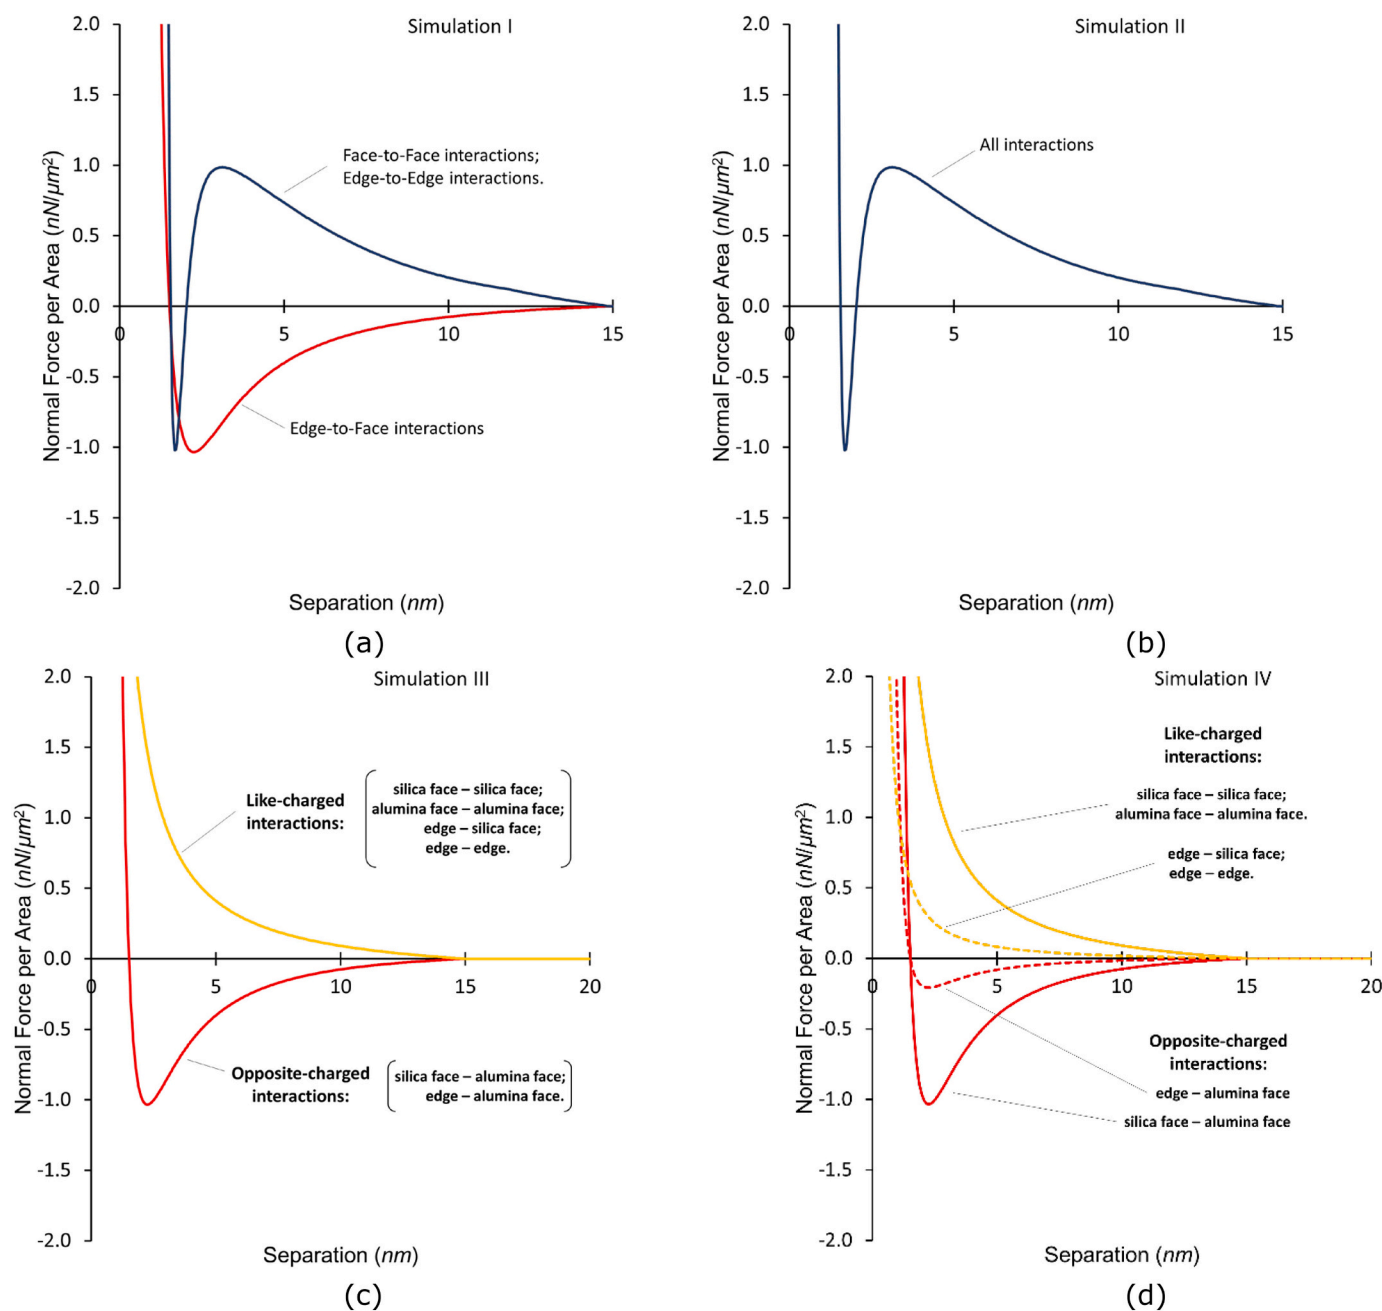 Simulation I
2.0
1.5
1.0
0.5
0.0
-0.5
-1.0
-1.5
-2.0
Normal Force per Area (nN/µm²)
Face-to-Face interactions;
Edge-to-Edge interactions.
Edge-to-Face interactions
0
5
10
15
Separation (nm)
(a)
Simulation II
2.0
1.5
1.0
0.5
0.0
-0.5
-1.0
-1.5
-2.0
Normal Force per Area (nN/µm²)
All interactions
0
5
10
15
Separation (nm)
(b)
Simulation III
2.0
1.5
1.0
0.5
0.0
-0.5
-1.0
-1.5
-2.0
Normal Force per Area (nN/µm²)
Like-charged
interactions:
silica face – silica face;
alumina face – alumina face;
edge – silica face;
edge – edge.
0
5
10
15
20
Opposite-charged
interactions:
silica face – alumina face;
edge – alumina face.
Separation (nm)
(c)
Simulation IV
2.0
1.5
1.0
0.5
0.0
-0.5
-1.0
-1.5
-2.0
Normal Force per Area (nN/µm²)
Like-charged
interactions:
silica face – silica face;
alumina face – alumina face.
edge – silica face;
edge – edge.
0
5
10
15
20
Opposite-charged
interactions:
edge – alumina face
silica face – alumina face
Separation (nm)
(d)